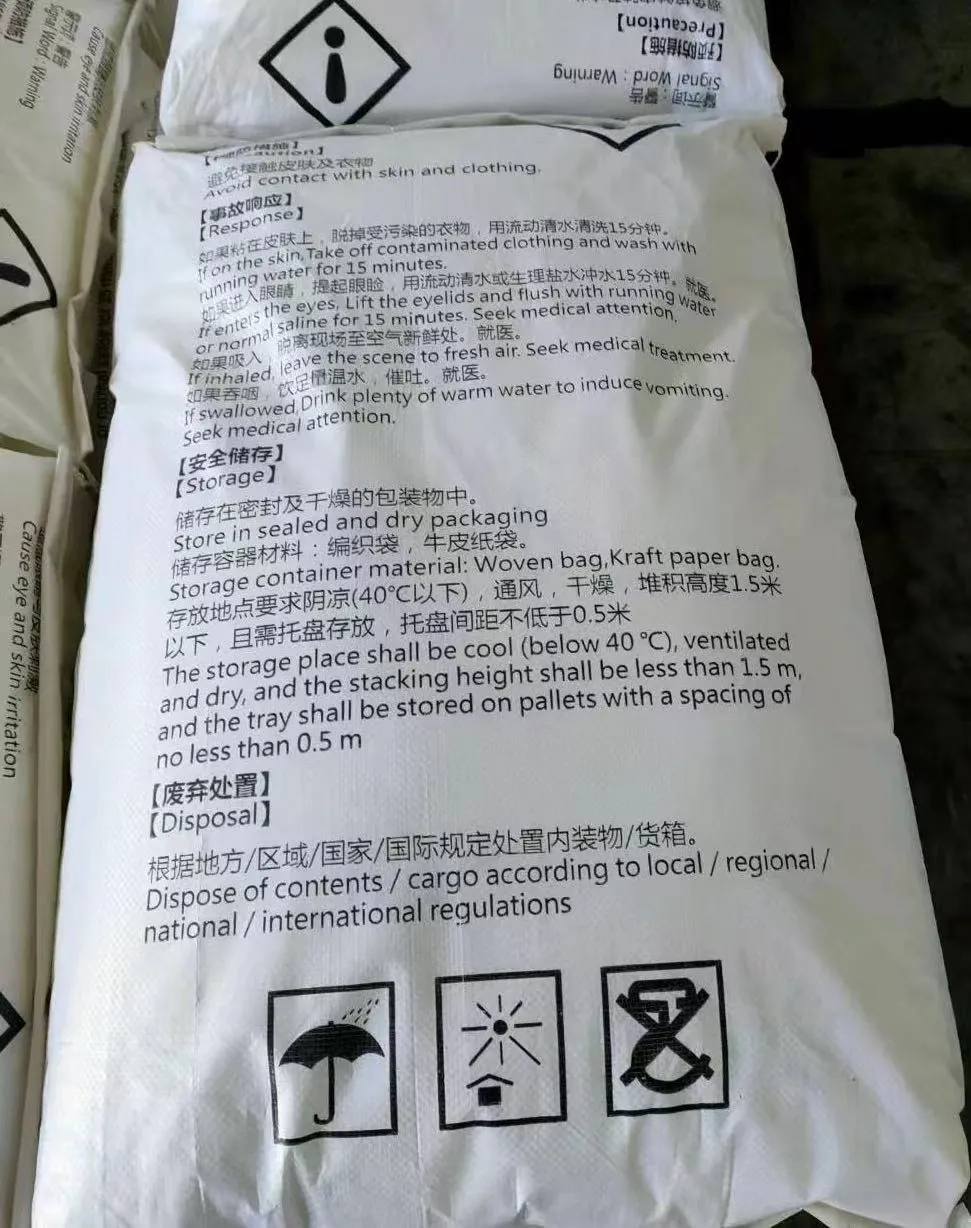 【预防措施】
【Precaution】
警示词：警告
Signal Word：Warning
警示词：警告
Signal Word：Warning
Cause eye and skin irritation
避免接触皮肤及衣物
Avoid contact with skin and clothing.
【事故响应】
【Response】
如果粘在皮肤上，脱掉受污染的衣物，用流动清水清洗15分钟。
If on the skin,Take off contaminated clothing and wash with
running water for 15 minutes.
如果进入眼睛，提起眼睑，用流动清水或生理盐水冲水15分钟。就医。
If enters the eyes, Lift the eyelids and flush with running water
or normal saline for 15 minutes. Seek medical attention,
如果吸入，脱离现场至空气新鲜处。就医。
If inhaled, leave the scene to fresh air. Seek medical treatment.
如果吞咽，饮足量温水，催吐。就医。
If swallowed,Drink plenty of warm water to induce vomiting.
Seek medical attention.
【安全储存】
【Storage】
储存在密封及干燥的包装物中。
Store in sealed and dry packaging
储存容器材料：编织袋，牛皮纸袋。
Storage container material: Woven bag,Kraft paper bag.
存放地点要求阴凉(40℃以下)，通风，干燥，堆积高度1.5米
以下，且需托盘存放，托盘间距不低于0.5米
The storage place shall be cool (below 40 ℃), ventilated
and dry, and the stacking height shall be less than 1.5 m,
and the tray shall be stored on pallets with a spacing of
no less than 0.5 m
【废弃处置】
【Disposal】
根据地方/区域/国家/国际规定处置内装物/货箱。
Dispose of contents / cargo according to local / regional /
national / international regulations
Cause eye and skin irritation